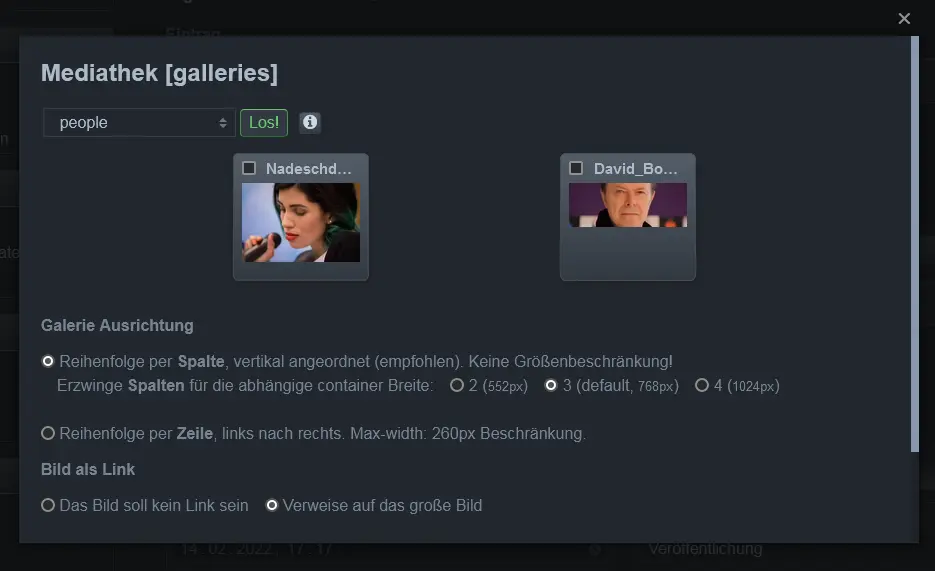 Eintrag
Mediathek [galleries]
people Los!
Nadeschd... David_Bo...
Galerie Ausrichtung
Reihenfolge per Spalte, vertikal angeordnet (empfohlen). Keine Größenbeschränkung!
Erzwinge Spalten für die abhängige container Breite: 2 (552px) 3 (default, 768px) 4 (1024px)
Reihenfolge per Zeile, links nach rechts. Max-width: 260px Beschränkung.
Bild als Link
Das Bild soll kein Link sein Verweise auf das große Bild
14.02.2022, 17:17 Veröffentlichung